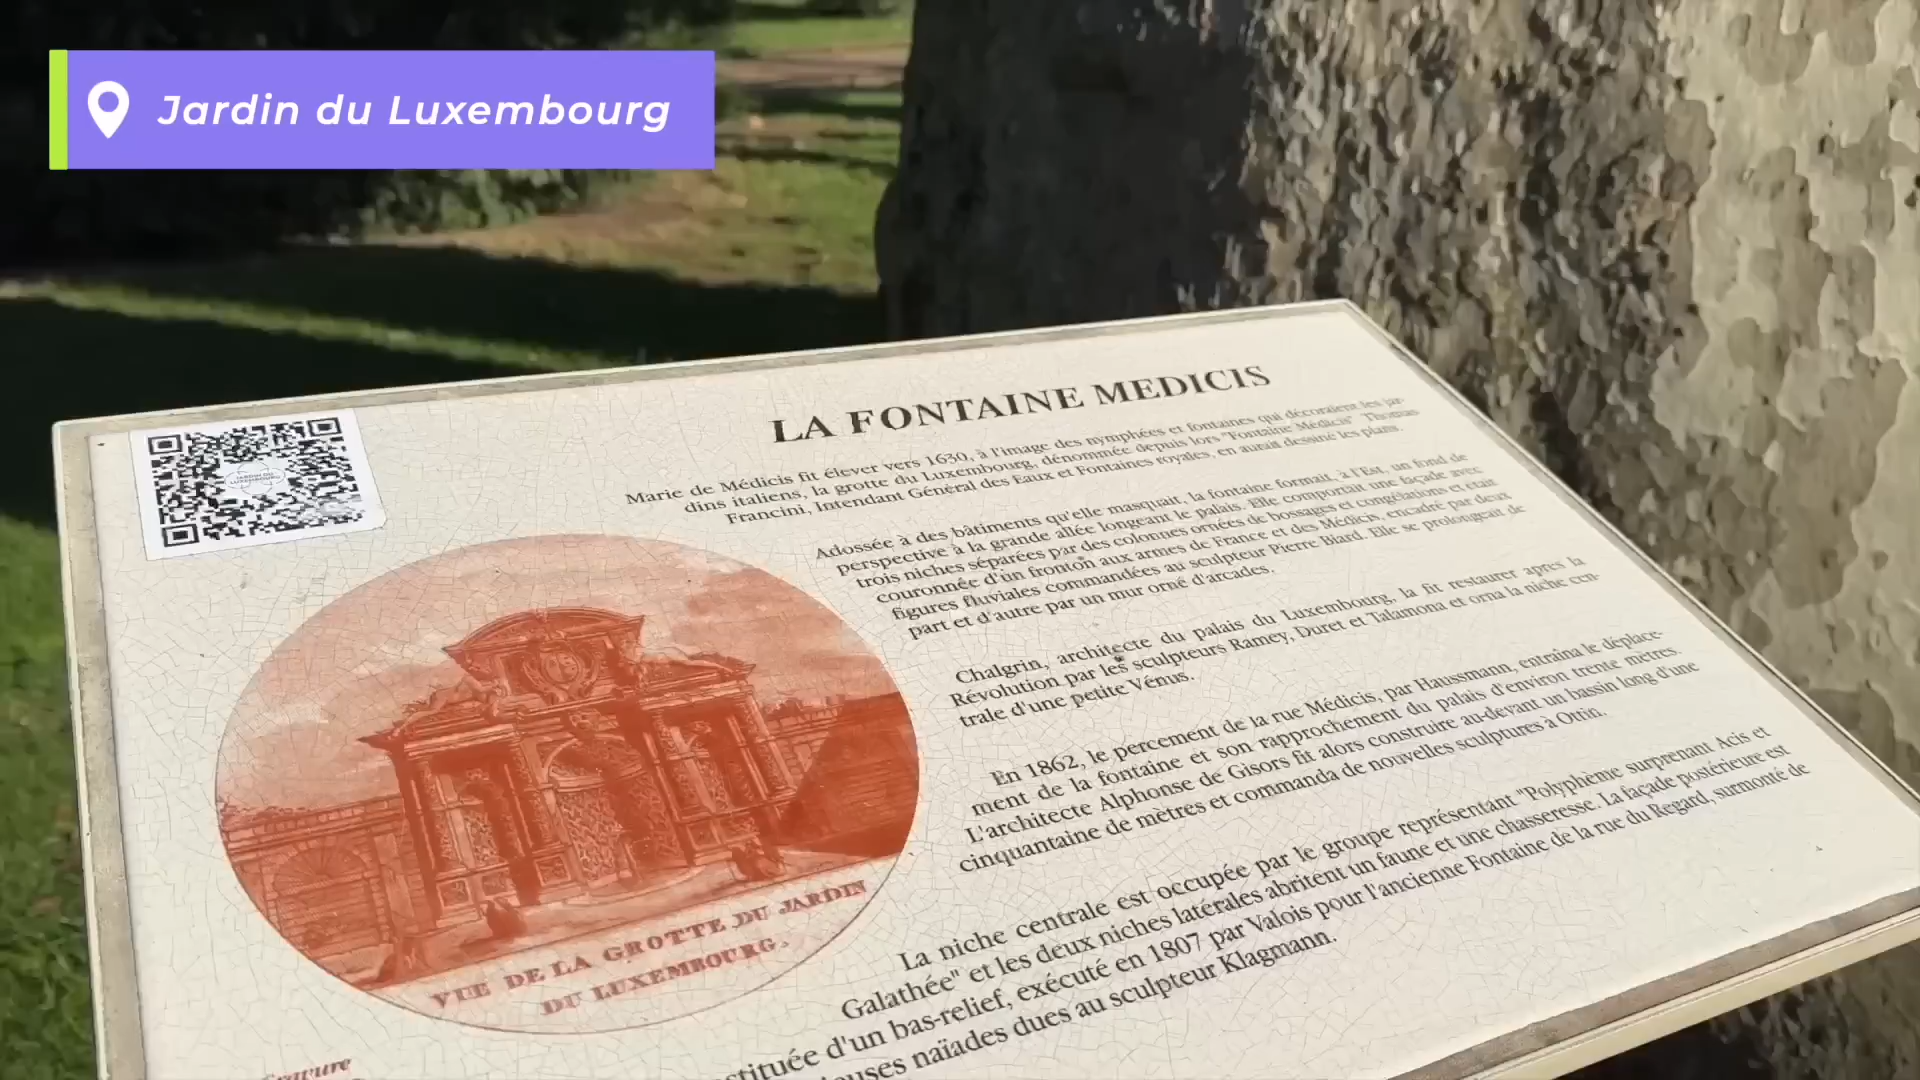 Jardin du Luxembourg
LA FONTAINE MEDICIS
Marie de Médicis fit élever vers 1630, à l'image des nymphées et fontaines qui décoraient les jar-
dins italiens, la grotte du Luxembourg, dénommée depuis lors "Fontaine Médicis" Thomas
Francini, Intendant Général des Eaux et Fontaines royales, en aurait dessiné les plans.
Adossée à des bâtiments qu'elle masquait, la fontaine formait, à l'Est, un fond de
perspective à la grande allée longeant le palais. Elle comportait une façade avec
trois niches séparées par des colonnes ornées de bossages et congélations et était
couronnée d'un fronton aux armes de France et des Médicis, encadré par deux
figures fluviales commandées au sculpteur Pierre Biard. Elle se prolongeait de
part et d'autre par un mur orné d'arcades.
Chalgrin, architecte du palais du Luxembourg, la fit restaurer après la
Révolution par les sculpteurs Ramey, Duret et Talamona et orna la niche cen-
trale d'une petite Vénus.
En 1862, le percement de la rue Médicis, par Haussmann, entraina le déplace-
ment de la fontaine et son rapprochement du palais d'environ trente mètres.
L'architecte Alphonse de Gisors fit alors construire au-devant un bassin long d'une
cinquantaine de mètres et commanda de nouvelles sculptures à Ottin.
La niche centrale est occupée par le groupe représentant "Polyphème surprenant Acis et
Galathée" et les deux niches latérales abritent un faune et une chasseresse. La façade postérieure est
stituée d'un bas-relief, exécuté en 1807 par Valois pour l'ancienne Fontaine de la rue du Regard, surmonté de
euses naïades dues au sculpteur Klagmann.
VUE DE LA GROTTE DU JARDIN
DU LUXEMBOURG.